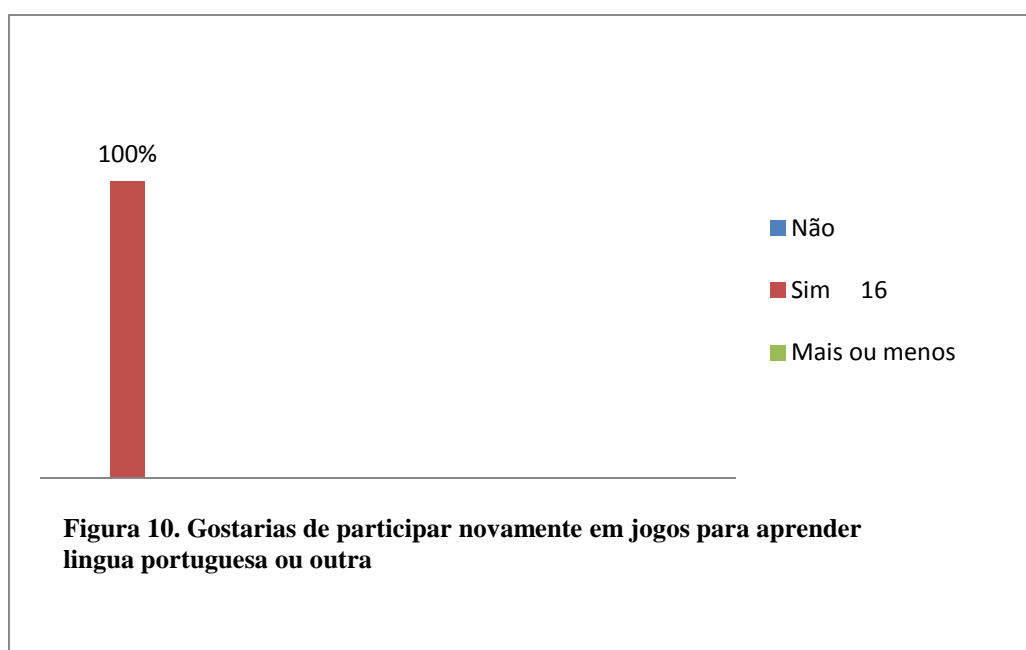 100%
Não
Sim 16
Mais ou menos
Figura 10. Gostarias de participar novamente em jogos para aprender
lingua portuguesa ou outra